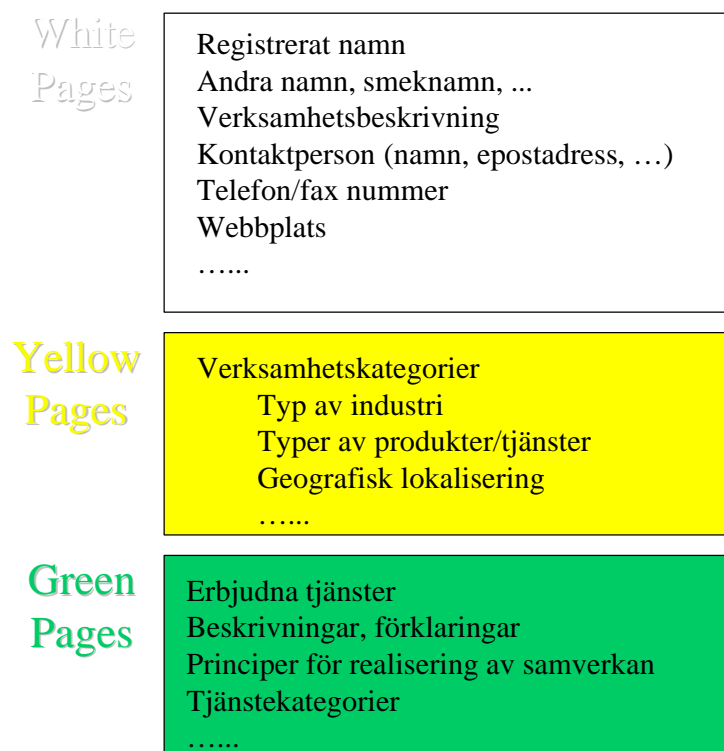 White
Pages
Registrerat namn
Andra namn, smeknamn, ...
Verksamhetsbeskrivning
Kontaktperson (namn, epostadress, …)
Telefon/fax nummer
Webbplats
…...
Yellow
Pages
Verksamhetskategorier
Typ av industri
Typer av produkter/tjänster
Geografisk lokalisering
…...
Green
Pages
Erbjudna tjänster
Beskrivningar, förklaringar
Principer för realisering av samverkan
Tjänstekategorier
…...